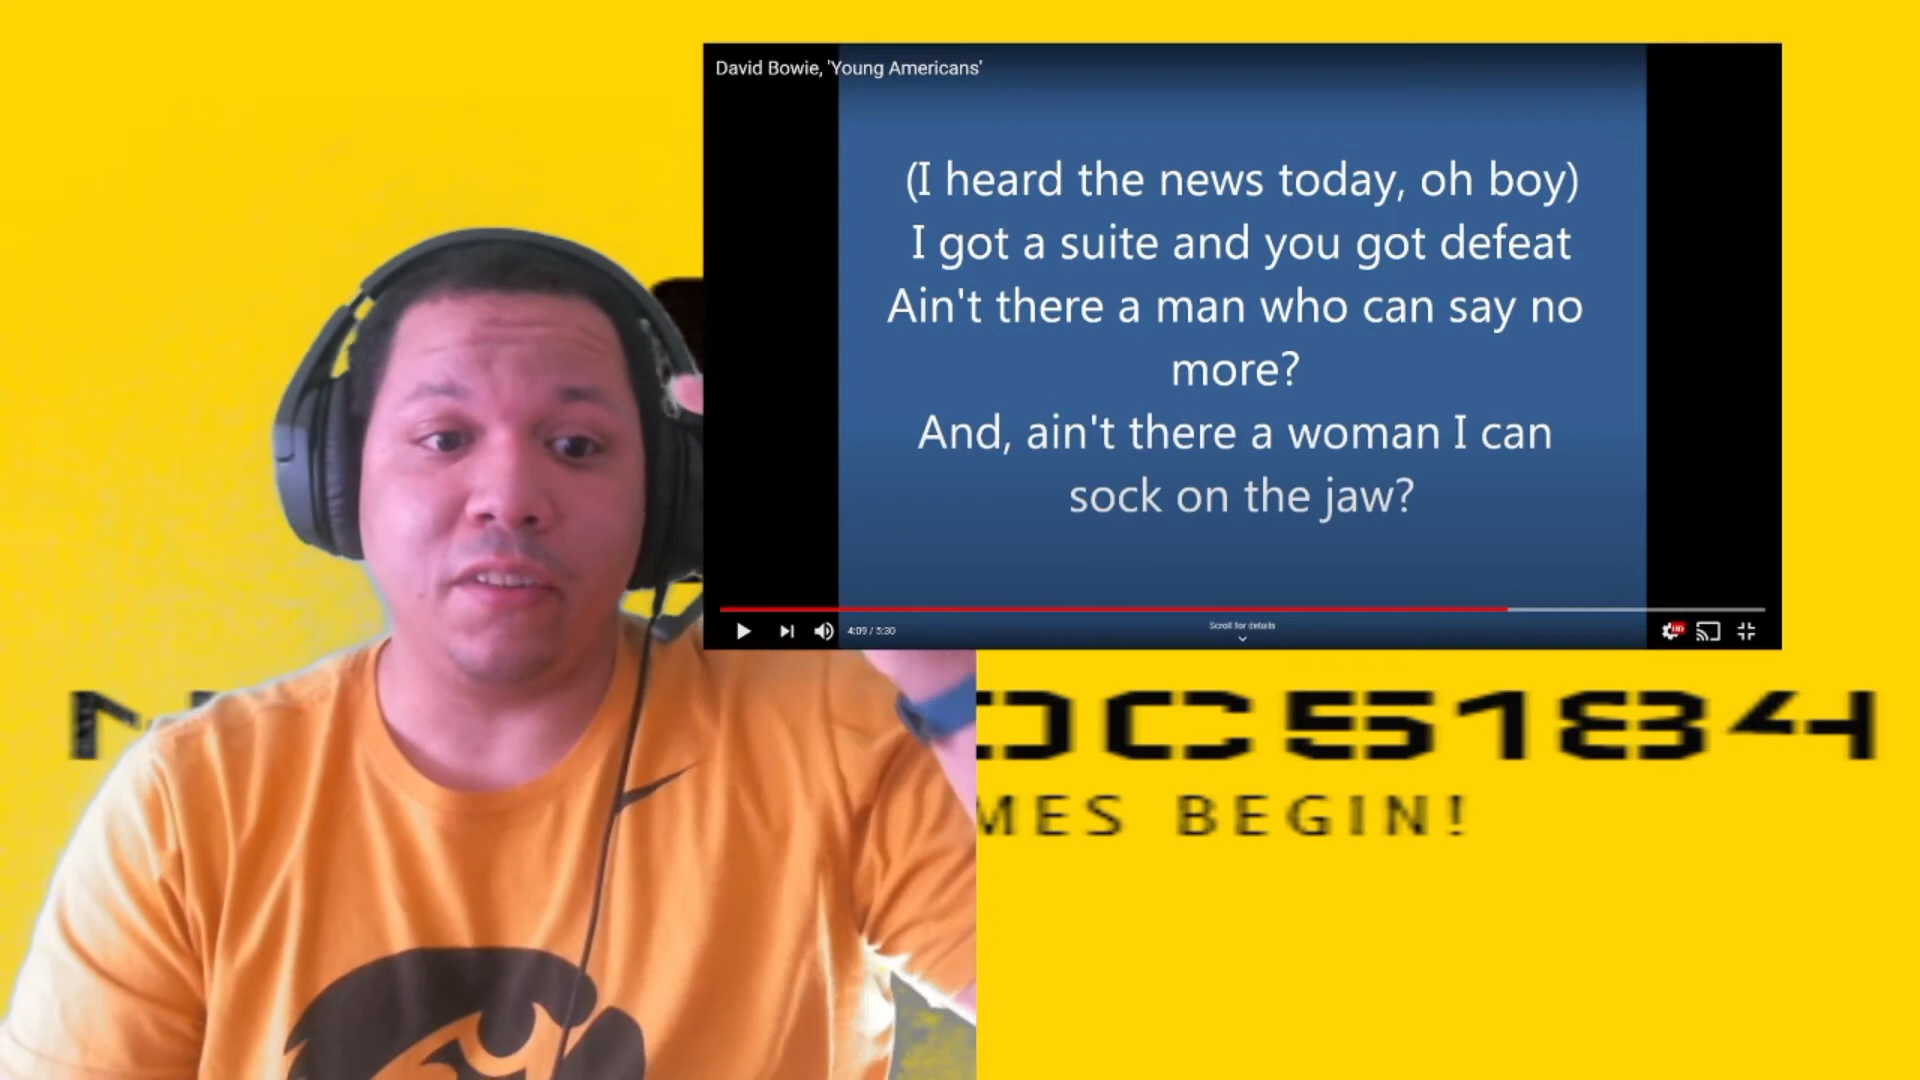 David Bowie, 'Young Americans'
(I heard the news today, oh boy)
I got a suite and you got defeat
Ain't there a man who can say no
more?
And, ain't there a woman I can
sock on the jaw?
4:09 / 5:30
Scroll for details
HD
DC5184
MES BEGIN!